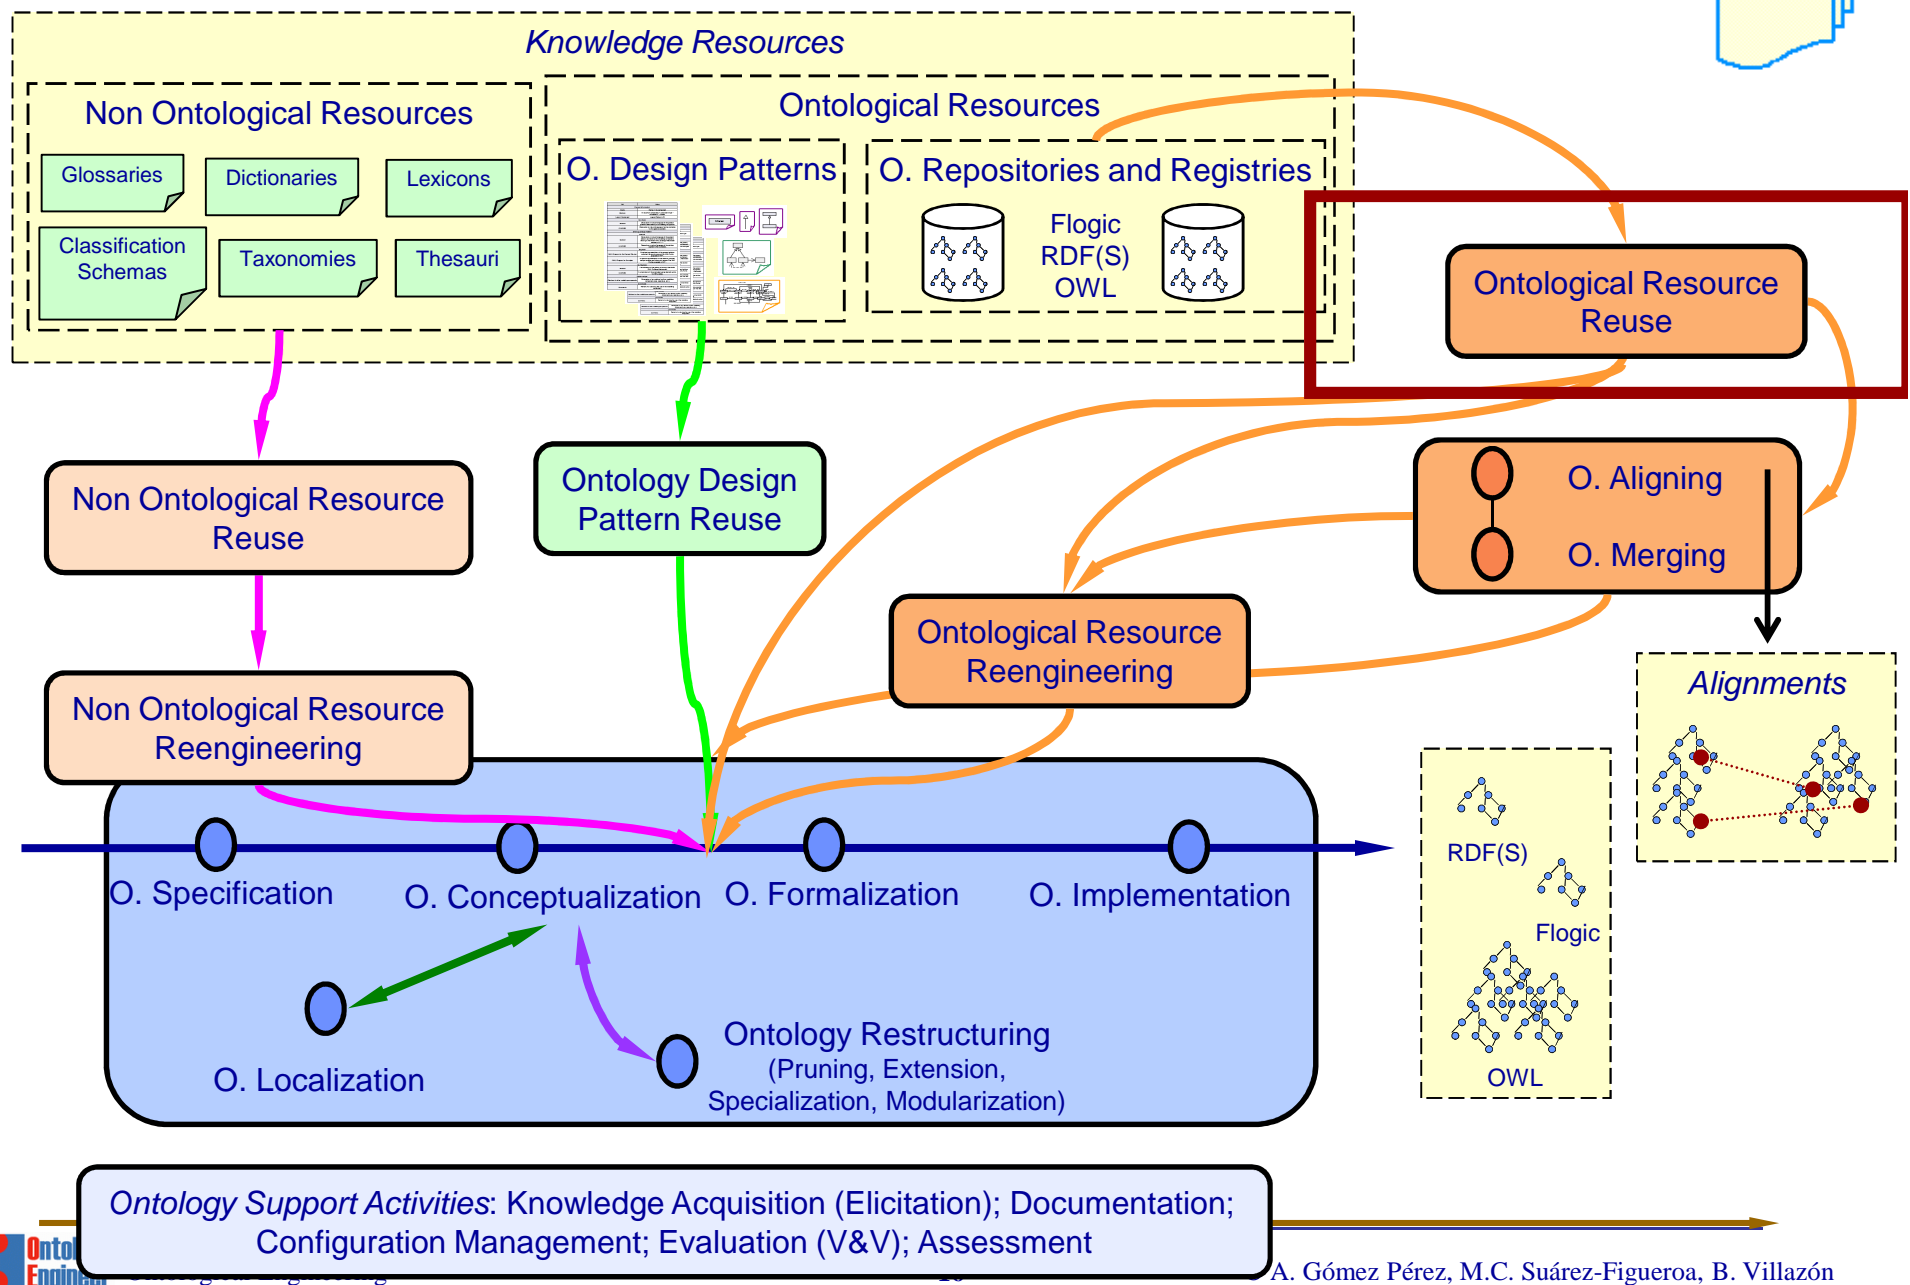 Knowledge Resources
Non Ontological Resources
Glossaries
Dictionaries
Lexicons
Classification
Schemas
Taxonomies
Thesauri
Ontological Resources
O. Design Patterns
O. Repositories and Registries
Flogic
RDF(S)
OWL
Ontological Resource
Reuse
Non Ontological Resource
Reuse
Ontology Design
Pattern Reuse
O. Aligning
O. Merging
Ontological Resource
Reengineering
Non Ontological Resource
Reengineering
Alignments
O. Specification
O. Conceptualization
O. Formalization
O. Implementation
O. Localization
Ontology Restructuring
(Pruning, Extension,
Specialization, Modularization)
RDF(S)
Flogic
OWL
Ontology Support Activities: Knowledge Acquisition (Elicitation); Documentation;
Configuration Management; Evaluation (V&V); Assessment
A. Gómez Pérez, M.C. Suárez-Figueroa, B. Villazón